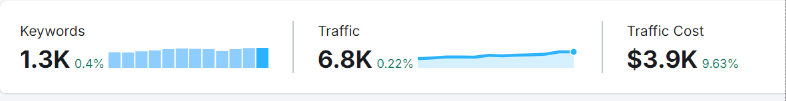 Keywords Traffic Traffic Cost
1.3K 0.4% 6.8K 0.22% $3.9K 9.63%